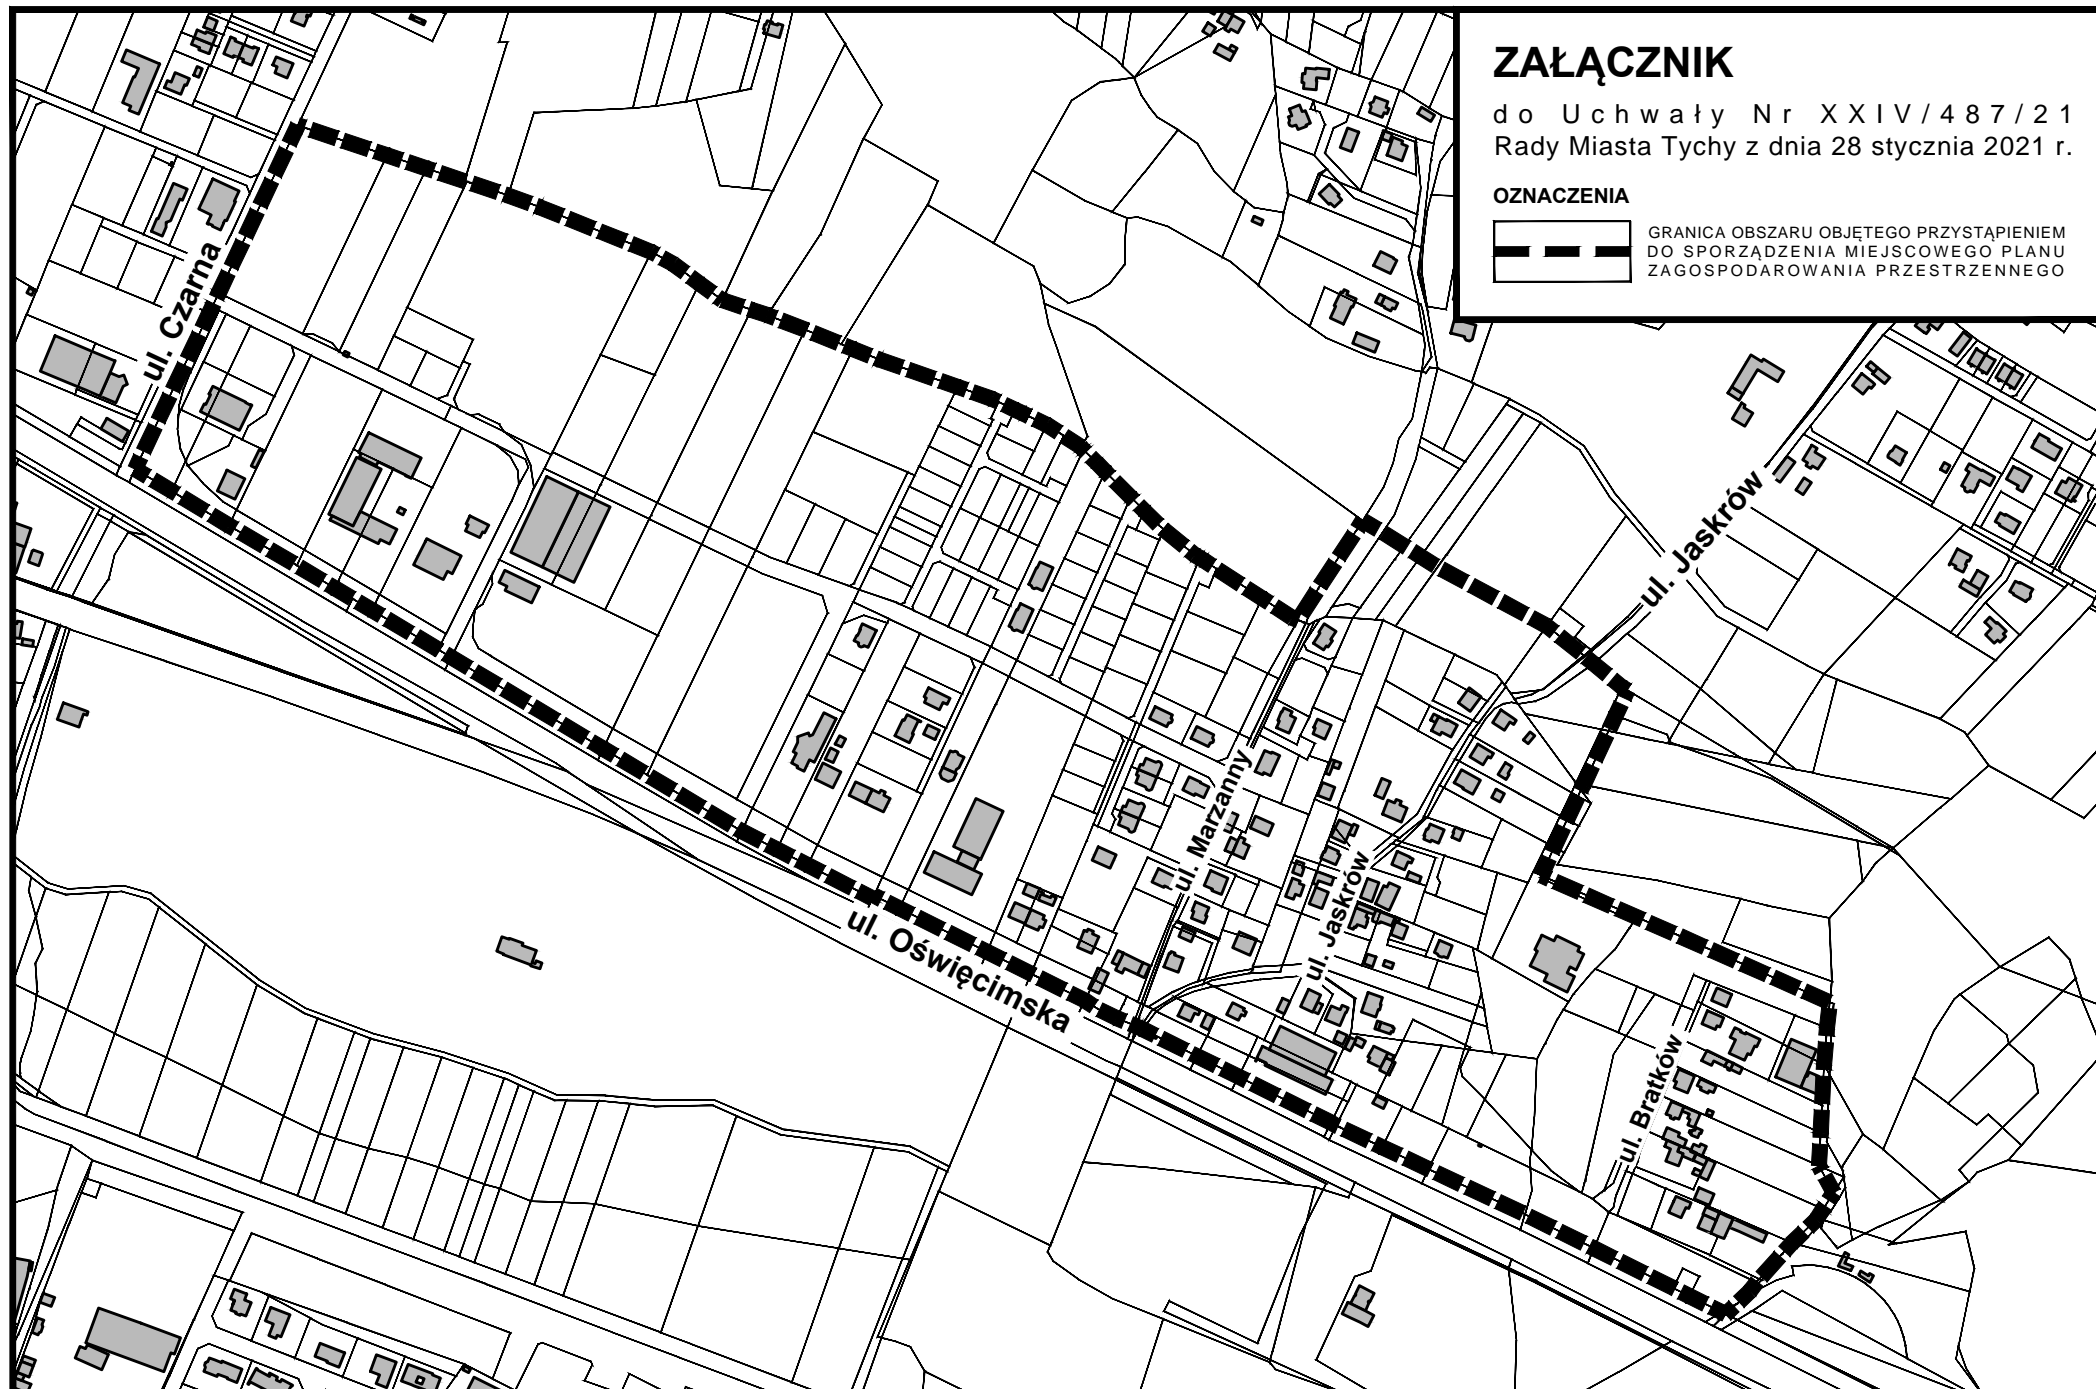 ZAŁĄCZNIK
do Uchwały Nr XXIV/487/21
Rady Miasta Tychy z dnia 28 stycznia 2021 r.
OZNACZENIA
GRANICA OBSZARU OBJĘTEGO PRZYSTĄPIENIEM
DO SPORZĄDZENIA MIEJSCOWEGO PLANU
ZAGOSPODAROWANIA PRZESTRZENNEGO
ul. Czarna
ul. Jaskrów
ul. Marzanny
ul. Jaskrów
ul. Oświęcimska
ul. Bratków